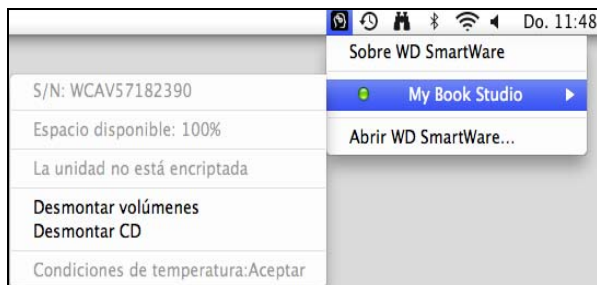 Do. 11:48
Sobre WD SmartWare
My Book Studio
Abrir WD SmartWare...
S/N: WCAV57182390
Espacio disponible: 100%
La unidad no está encriptada
Desmontar volúmenes
Desmontar CD
Condiciones de temperatura:Aceptar